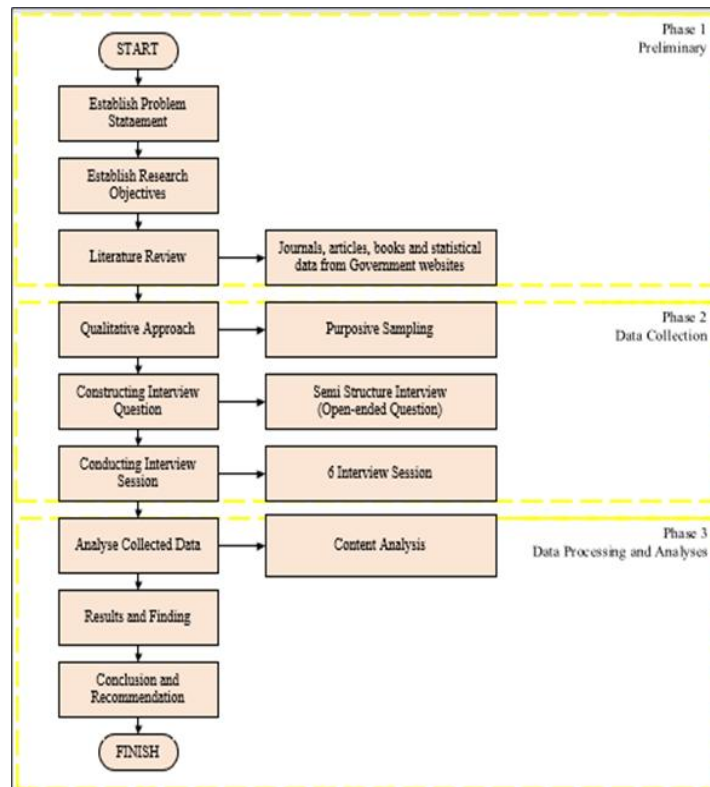 Phase 1
Preliminary
START
Establish Problem
Stataement
Establish Research
Objectives
Literature Review
Journals, articles, books and statistical
data from Government websites
Phase 2
Data Collection
Qualitative Approach
Purposive Sampling
Constructing Interview
Question
Semi Structure Interview
(Open-ended Question)
Conducting Interview
Session
6 Interview Session
Phase 3
Data Processing and Analyses
Analyse Collected Data
Content Analysis
Results and Finding
Conclusion and
Recommendation
FINISH